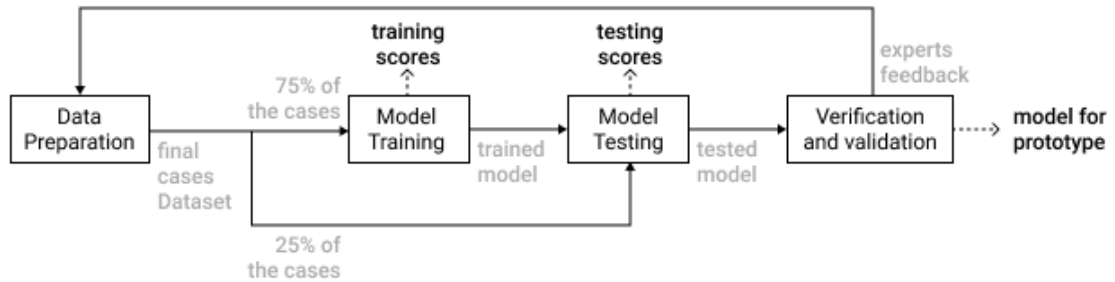 training
scores
testing
scores
experts
feedback
75% of
the cases
Data
Preparation
Model
Training
Model
Testing
Verification
and validation
model for
prototype
final
cases
Dataset
trained
model
tested
model
25% of
the cases